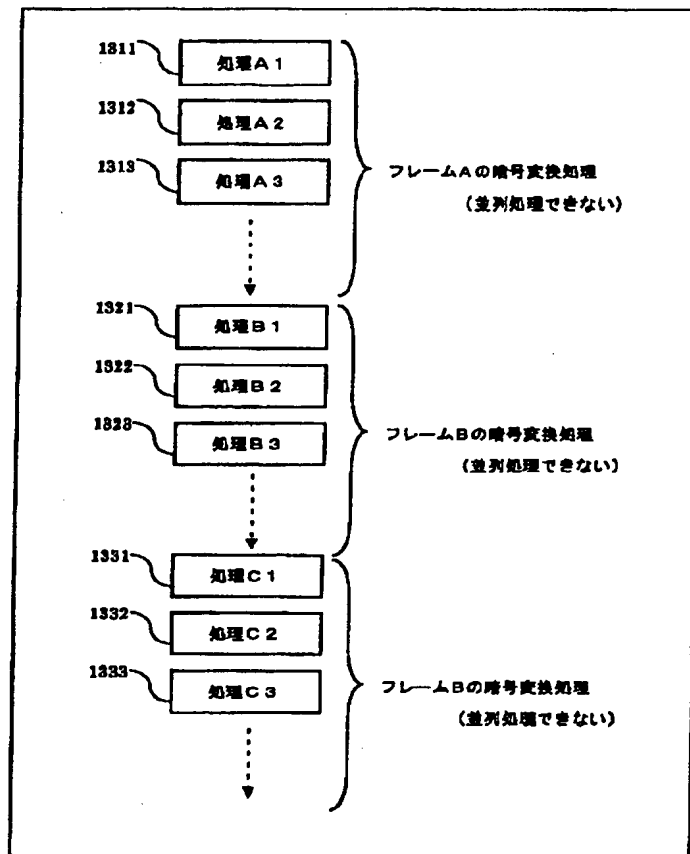 1311
処理A1
1312
処理A2
1313
処理A3
フレームAの暗号変換処理
(並列処理できない)
1321
処理B1
1322
処理B2
1323
処理B3
フレームBの暗号変換処理
(並列処理できない)
1331
処理C1
1332
処理C2
1333
処理C3
フレームBの暗号変換処理
(並列処理できない)